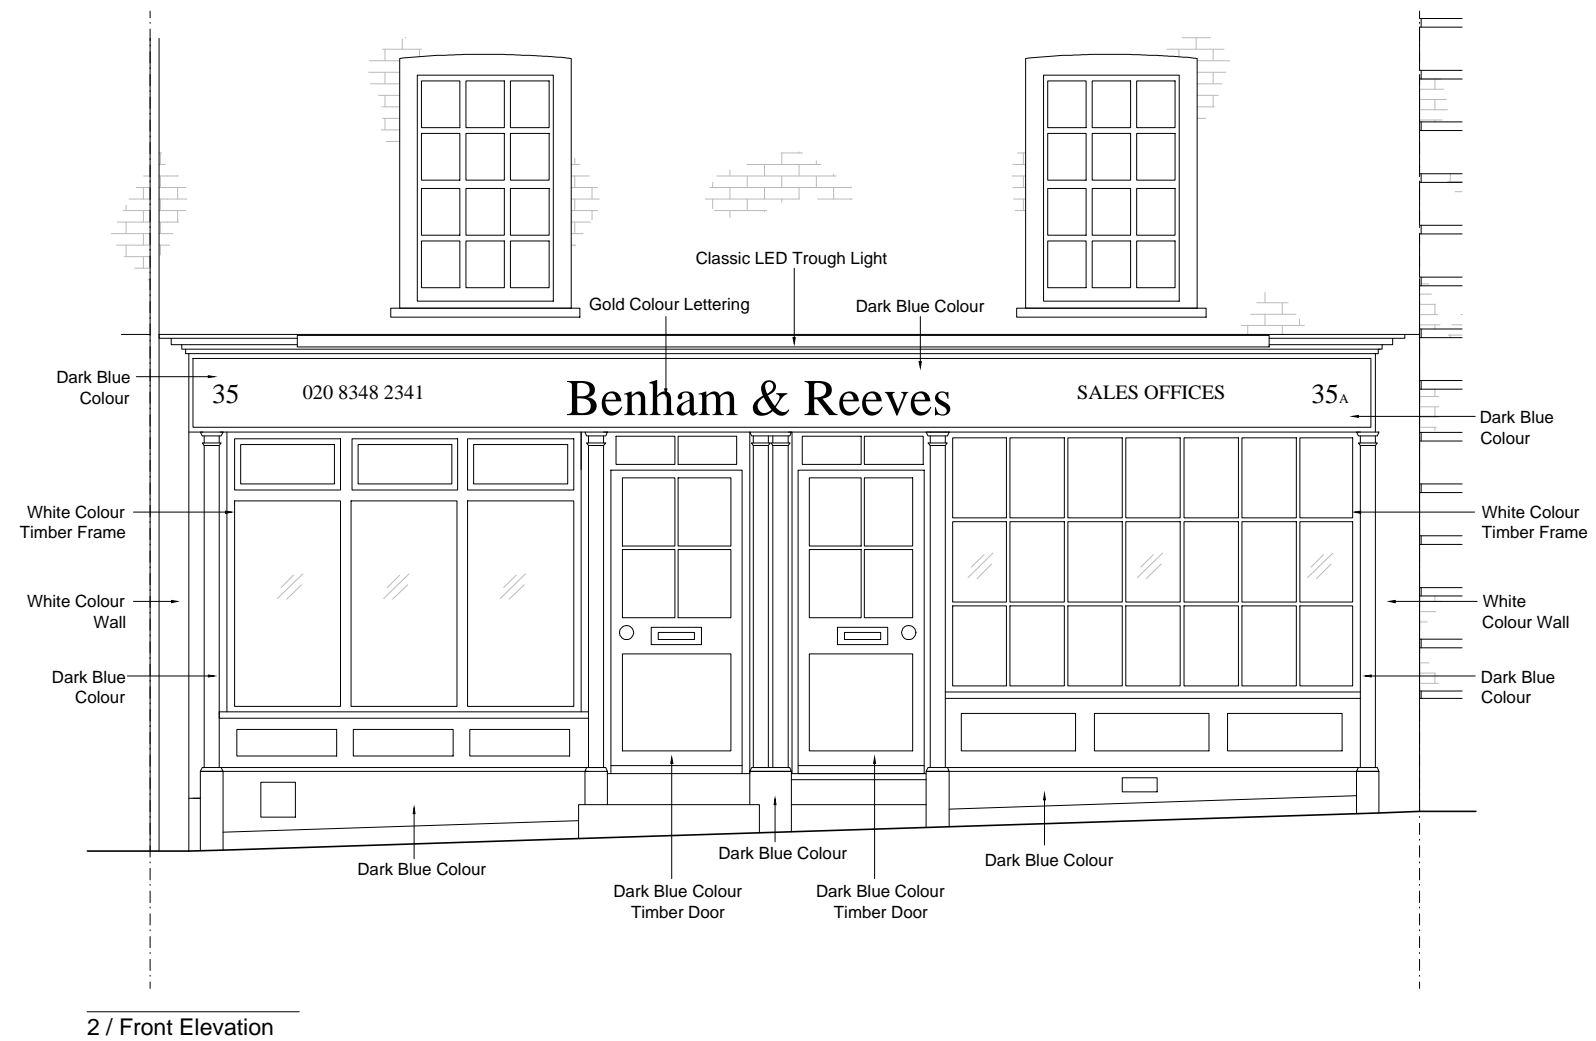 Classic LED Trough Light
Gold Colour Lettering
Dark Blue Colour
Dark Blue
Colour
35
020 8348 2341
Benham & Reeves
SALES OFFICES
35A
Dark Blue
Colour
White Colour
Timber Frame
White Colour
Timber Frame
White Colour
Wall
White
Colour Wall
Dark Blue
Colour
Dark Blue
Colour
Dark Blue Colour
Dark Blue Colour
Dark Blue Colour
Dark Blue Colour
Timber Door
Dark Blue Colour
Timber Door
2 / Front Elevation